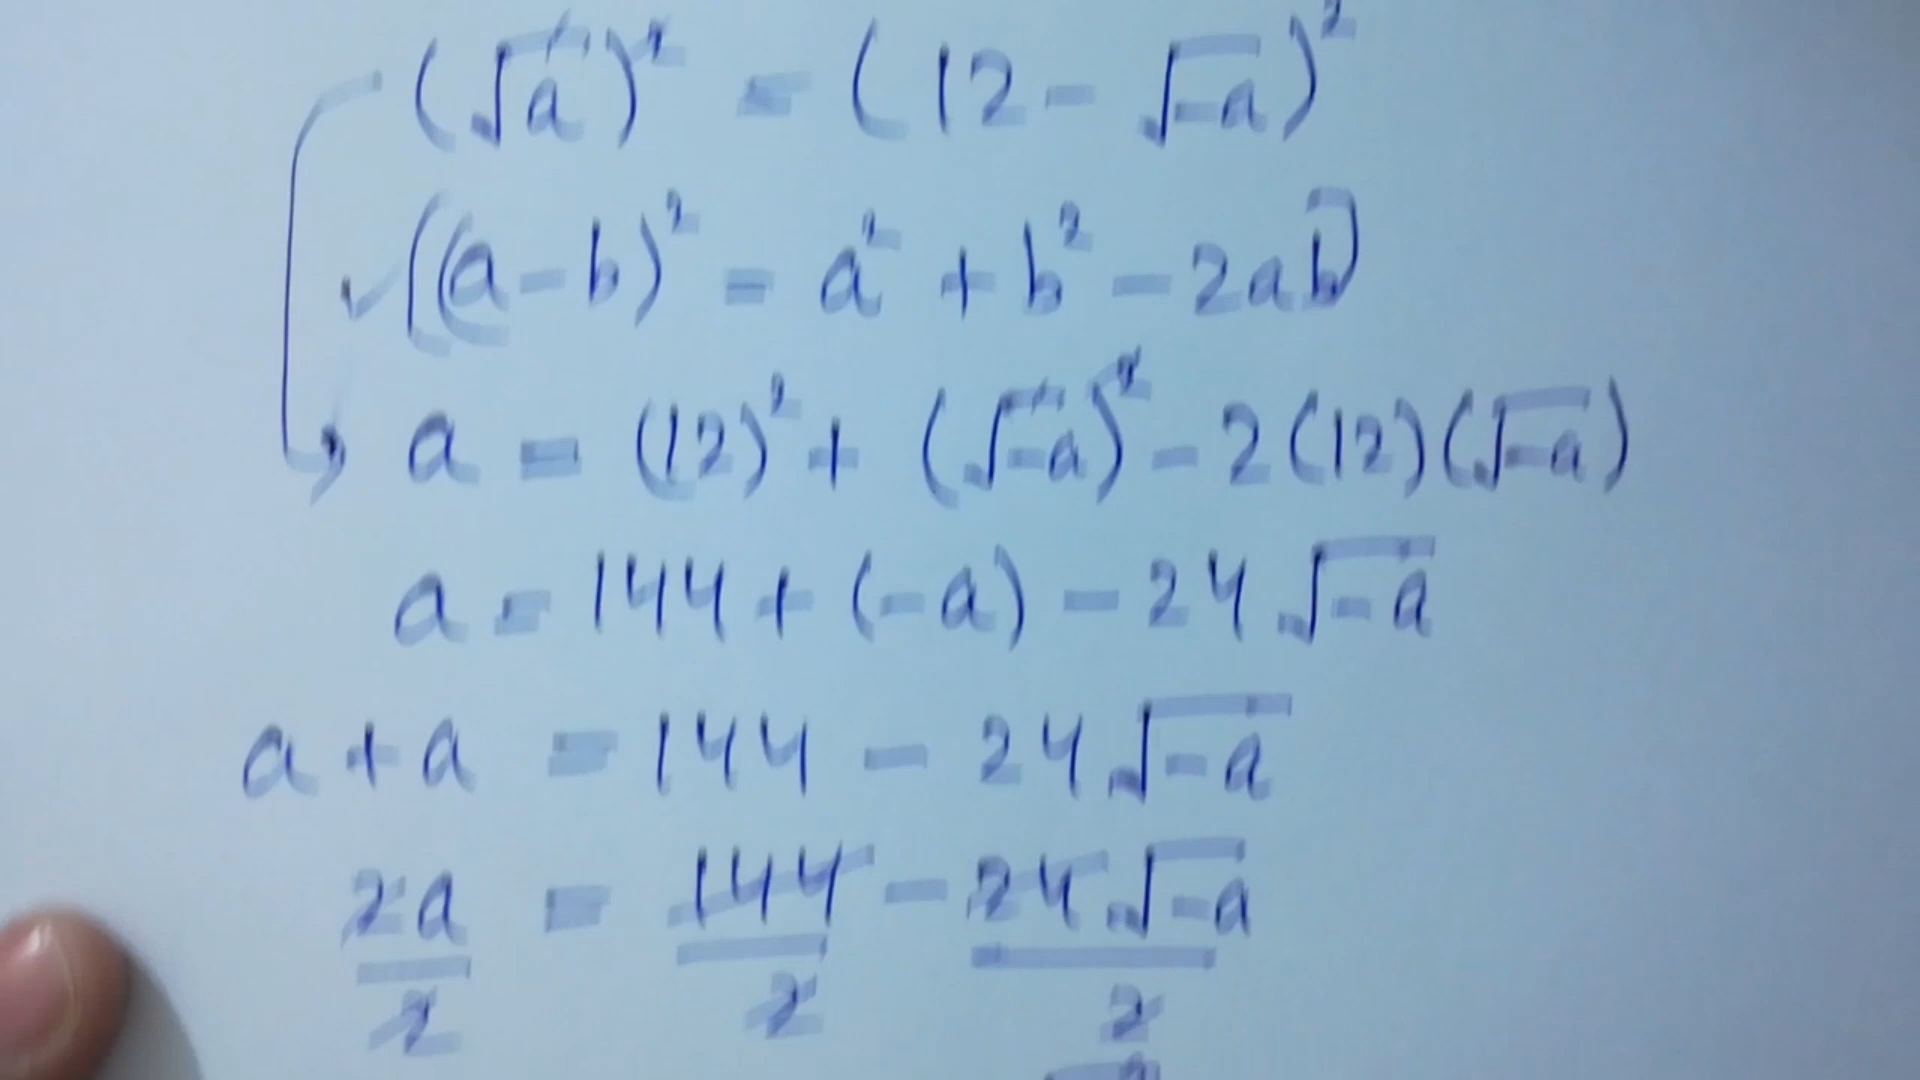 (√a)² = (12 - √-a)²
((a - b)² = a² + b² - 2ab)
a = (12)² + (√-a)² - 2(12)(√-a)
a = 144 + (-a) - 24√-a
a + a = 144 - 24√-a
2a/2 = 144/2 - 24√-a/2